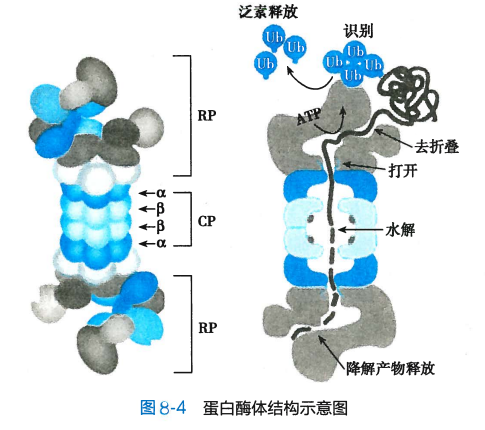 泛素释放
识别
Ub
Ub
Ub
Ub
Ub
Ub
Ub
RP
ATP
去折叠
打开
α
β
CP
β
α
水解
RP
降解产物释放
图8-4 蛋白酶体结构示意图